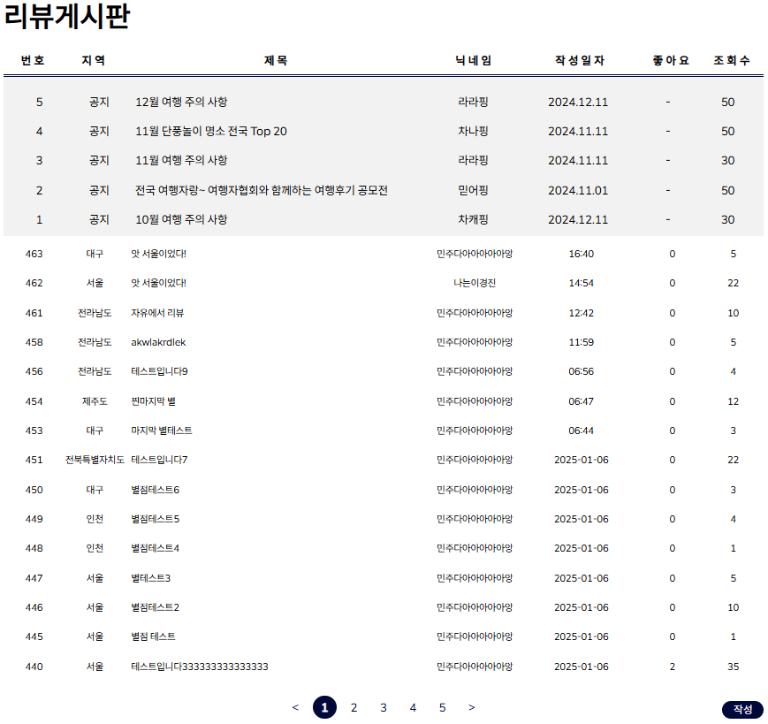 리뷰게시판
번호 지역 제목 닉네임 작성일자 좋아요 조회수
5 공지 12월 여행 주의 사항 라라핑 2024.12.11 - 50
4 공지 11월 단풍놀이 명소 전국 Top 20 차나핑 2024.11.11 - 50
3 공지 11월 여행 주의 사항 라라핑 2024.11.11 - 30
2 공지 전국 여행자랑~ 여행자협회와 함께하는 여행후기 공모전 믿어핑 2024.11.01 - 50
1 공지 10월 여행 주의 사항 차캐핑 2024.12.11 - 30
463 대구 앗 서울이었다! 민주다아아아아아앙 16:40 0 5
462 서울 앗 서울이었다! 나는이경진 14:54 0 22
461 전라남도 자유에서 리뷰 민주다아아아아아앙 12:42 0 10
458 전라남도 akwlakrdlek 민주다아아아아아앙 11:59 0 5
456 전라남도 테스트입니다9 민주다아아아아아앙 06:56 0 4
454 제주도 찐마지막 별 민주다아아아아아앙 06:47 0 12
453 대구 마지막 별테스트 민주다아아아아아앙 06:44 0 3
451 전북특별자치도 테스트입니다7 민주다아아아아아앙 2025-01-06 0 22
450 대구 별점테스트6 민주다아아아아아앙 2025-01-06 0 3
449 인천 별점테스트5 민주다아아아아아앙 2025-01-06 0 4
448 인천 별점테스트4 민주다아아아아아앙 2025-01-06 0 1
447 서울 별테스트3 민주다아아아아아앙 2025-01-06 0 5
446 서울 별점테스트2 민주다아아아아아앙 2025-01-06 0 10
445 서울 별점 테스트 민주다아아아아아앙 2025-01-06 0 1
440 서울 테스트입니다333333333333333 민주다아아아아아앙 2025-01-06 2 35
< 1 2 3 4 5 > 작성